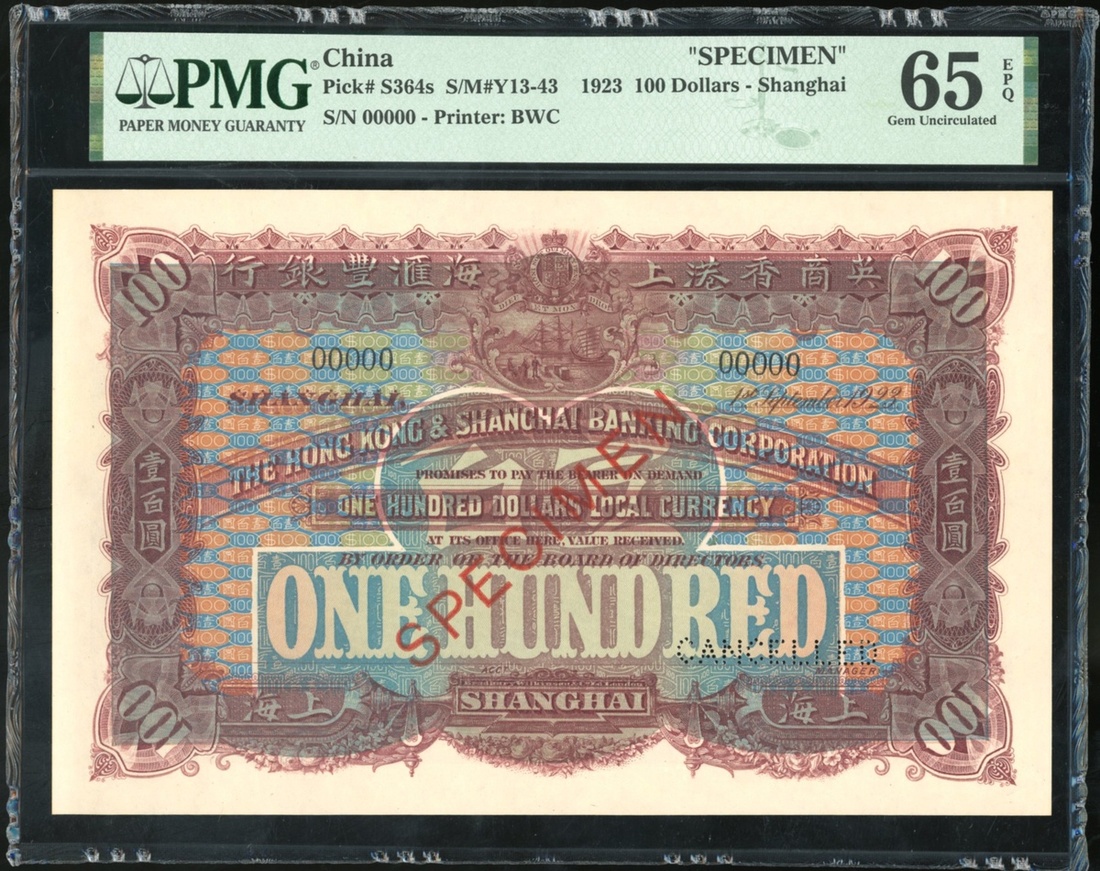 PMG®
PAPER MONEY GUARANTY
China
"SPECIMEN"
Pick# S364s S/M#Y13-43 1923 100 Dollars - Shanghai
S/N 00000 - Printer: BWC
65
EPQ
Gem Uncirculated
100 行銀豐滙海 上港香商英 100
00000 00000
SHANGHAI,
THE HONG KONG & SHANGHAI BANKING CORPORATION
PROMISES TO PAY THE BEARER ON DEMAND
ONE HUNDRED DOLLARS LOCAL CURRENCY
AT ITS OFFICE HERE, VALUE RECEIVED.
BY ORDER OF THE BOARD OF DIRECTORS.
壹百圓
壹百圓
ONE HUNDRED
SPECIMEN
CANCELLED
MANAGER
100 海上 SHANGHAI 海上 100